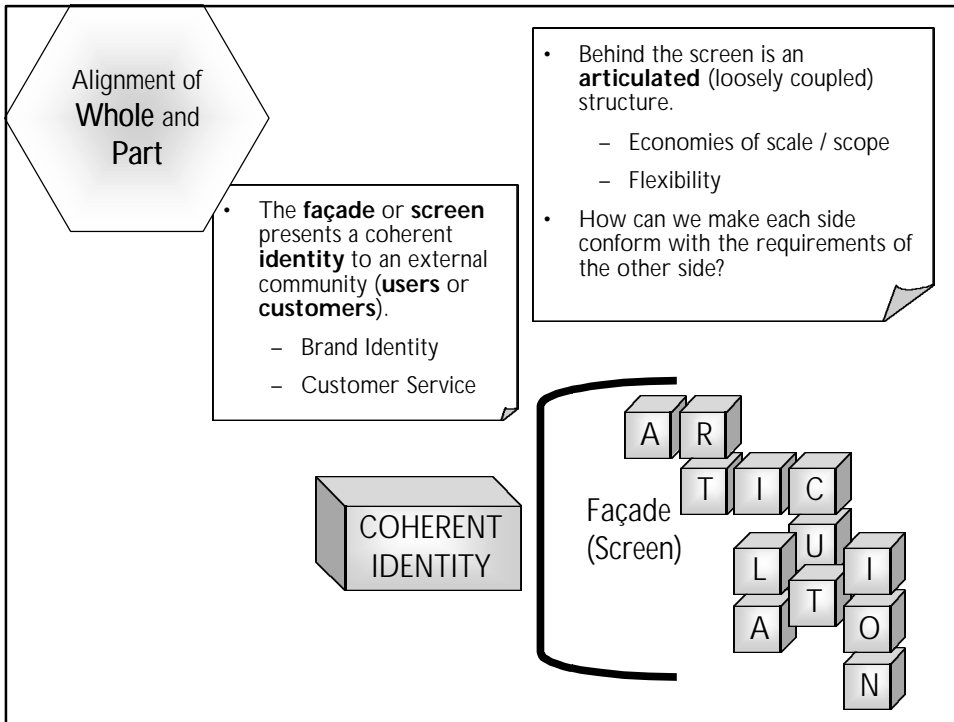 Alignment of
Whole and
Part
• The façade or screen
presents a coherent
identity to an external
community (users or
customers).
– Brand Identity
– Customer Service
• Behind the screen is an
articulated (loosely coupled)
structure.
– Economies of scale / scope
– Flexibility
• How can we make each side
conform with the requirements of
the other side?
COHERENT
IDENTITY
Façade
(Screen)
A R
T I C
U
L
I
T
A
O
N